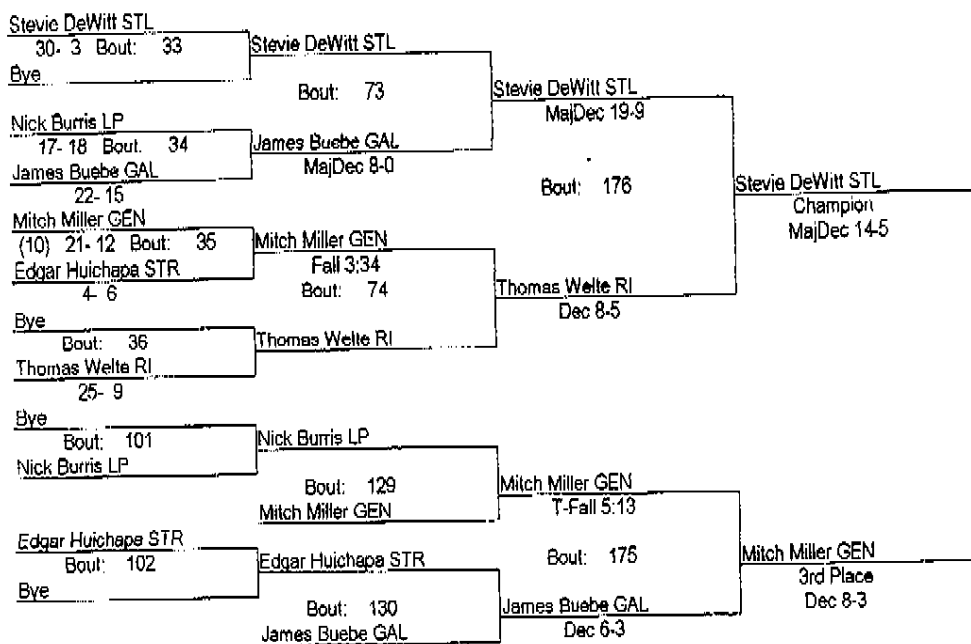 Stevie DeWitt STL
30- 3 Bout: 33
Bye
Stevie DeWitt STL
Bout: 73
Nick Burris LP
17- 18 Bout. 34
James Buebe GAL
22- 15
James Buebe GAL
MajDec 8-0
Stevie DeWitt STL
MajDec 19-9
Bout: 176
Mitch Miller GEN
(10) 21- 12 Bout: 35
Edgar Huichapa STR
4- 6
Mitch Miller GEN
Fall 3:34
Bout: 74
Bye
Bout: 36
Thomas Welte RI
25- 9
Thomas Welte RI
Thomas Welte RI
Dec 8-5
Stevie DeWitt STL
Champion
MajDec 14-5
Bye
Bout: 101
Nick Burris LP
Nick Burris LP
Bout: 129
Mitch Miller GEN
Mitch Miller GEN
T-Fall 5:13
Bout: 175
Edgar Huichapa STR
Bout: 102
Bye
Edgar Huichapa STR
Bout: 130
James Buebe GAL
James Buebe GAL
Dec 6-3
Mitch Miller GEN
3rd Place
Dec 8-3